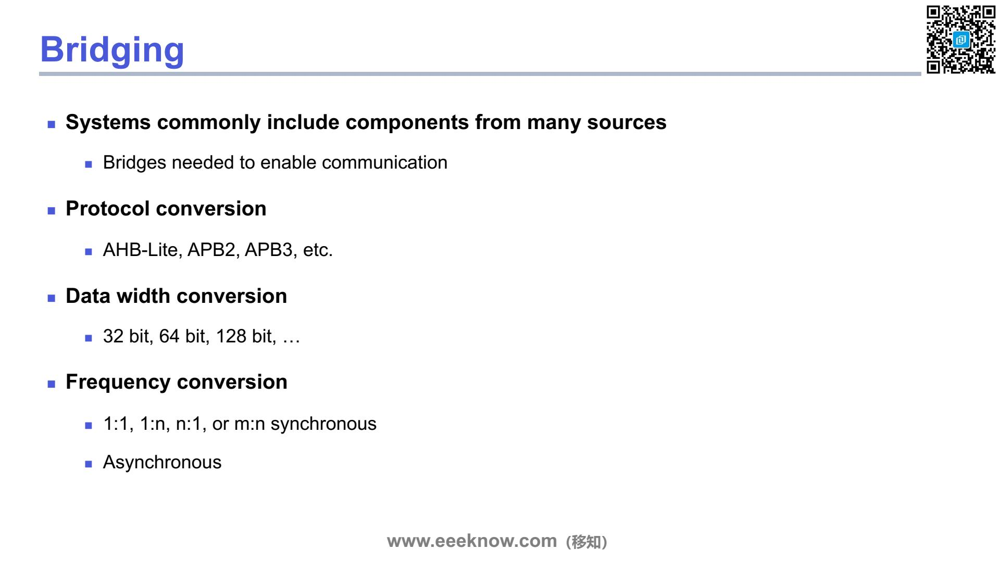 Bridging
Systems commonly include components from many sources
Bridges needed to enable communication
Protocol conversion
AHB-Lite, APB2, APB3, etc.
Data width conversion
32 bit, 64 bit, 128 bit, …
Frequency conversion
1:1, 1:n, n:1, or m:n synchronous
Asynchronous
www.eeeknow.com (移知)